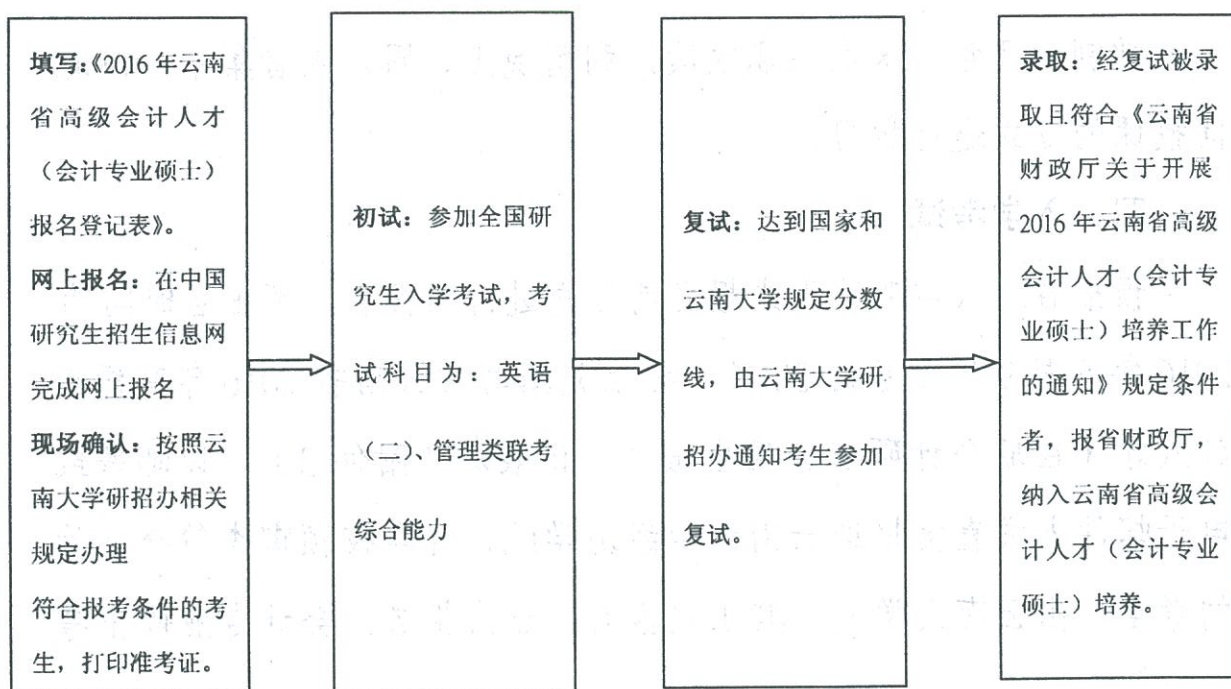 填写:《2016年云南
省高级会计人才
（会计专业硕士）
报名登记表》。
网上报名：在中国
研究生招生信息网
完成网上报名
现场确认：按照云
南大学研招办相关
规定办理
符合报考条件的考
生，打印准考证。
初试：参加全国研
究生入学考试，考
试科目为：英语
（二）、管理类联考
综合能力
复试：达到国家和
云南大学规定分数
线，由云南大学研
招办通知考生参加
复试。
录取：经复试被录
取且符合《云南省
财政厅关于开展
2016年云南省高级
会计人才（会计专
业硕士）培养工作
的通知》规定条件
者，报省财政厅，
纳入云南省高级会
计人才（会计专业
硕士）培养。